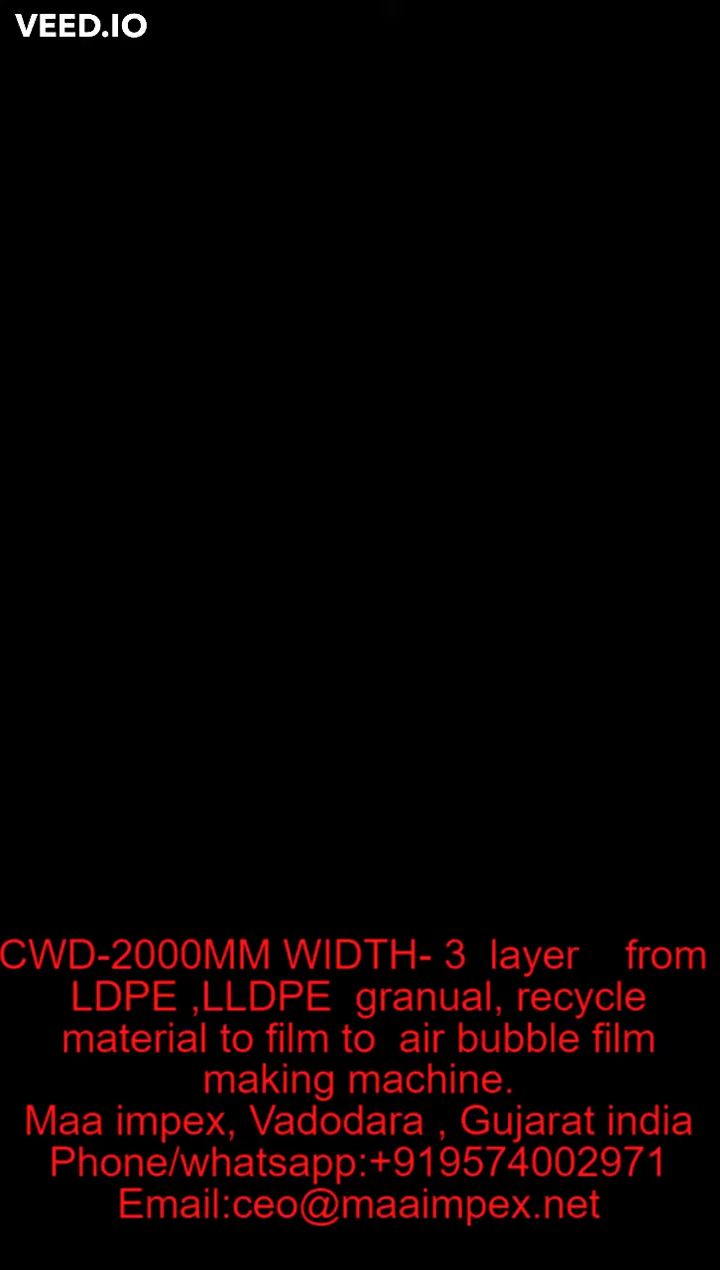 VEED.IO
CWD-2000MM WIDTH- 3 layer from
LDPE ,LLDPE granual, recycle
material to film to air bubble film
making machine.
Maa impex, Vadodara , Gujarat india
Phone/whatsapp:+919574002971
Email:ceo@maaimpex.net